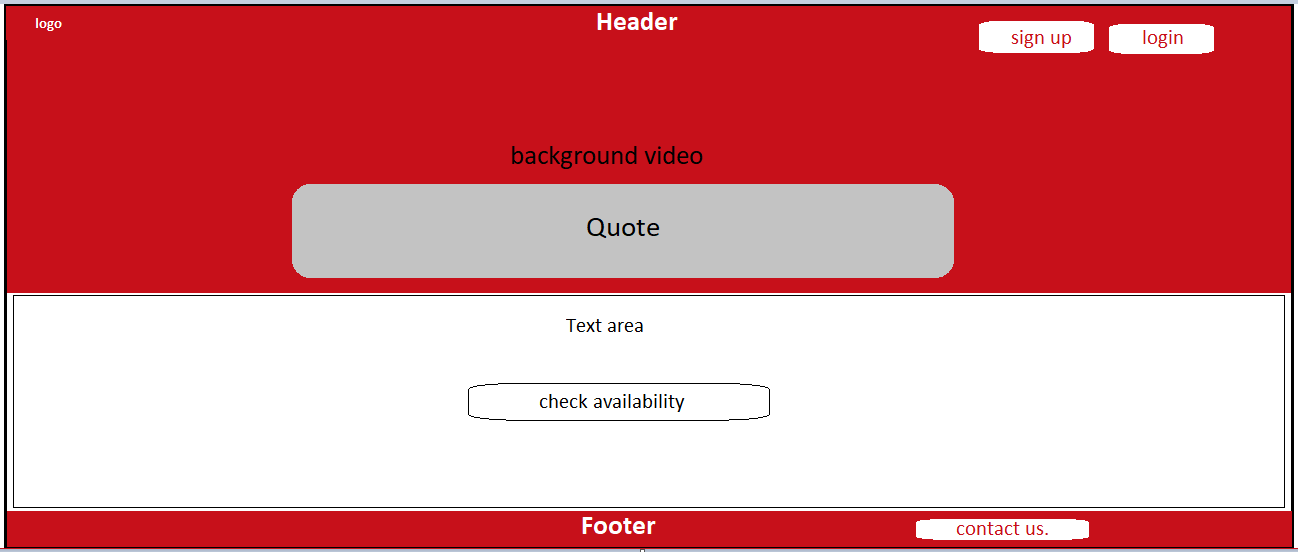 logo
Header
sign up
login
background video
Quote
Text area
check availability
Footer
contact us.